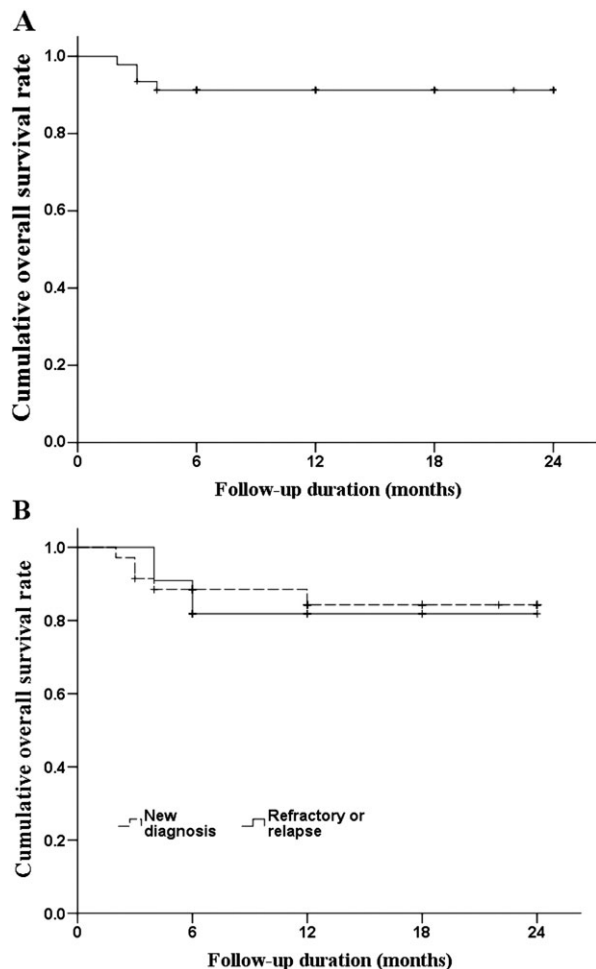 A
Cumulative overall survival rate
1.0
0.8
0.6
0.4
0.2
0.0
0 6 12 18 24
Follow-up duration (months)
B
Cumulative overall survival rate
1.0
0.8
0.6
0.4
0.2
0.0
New
diagnosis
Refractory or
relapse
0 6 12 18 24
Follow-up duration (months)